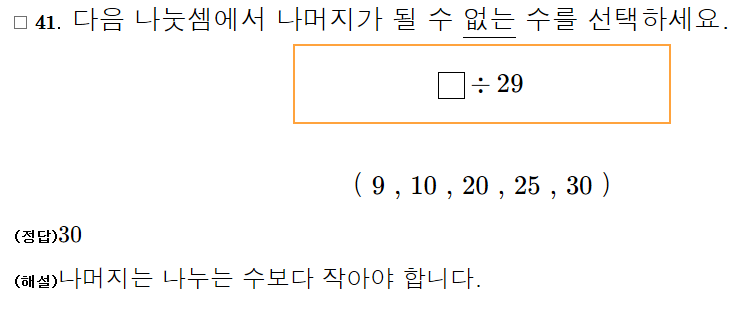 □ 41. 다음 나눗셈에서 나머지가 될 수 없는 수를 선택하세요.
□ ÷ 29
( 9 , 10 , 20 , 25 , 30 )
(정답)30
(해설)나머지는 나누는 수보다 작아야 합니다.